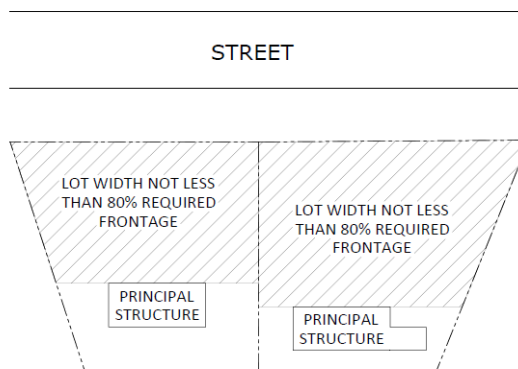 STREET
LOT WIDTH NOT LESS
THAN 80% REQUIRED
FRONTAGE
LOT WIDTH NOT LESS
THAN 80% REQUIRED
FRONTAGE
PRINCIPAL
STRUCTURE
PRINCIPAL
STRUCTURE